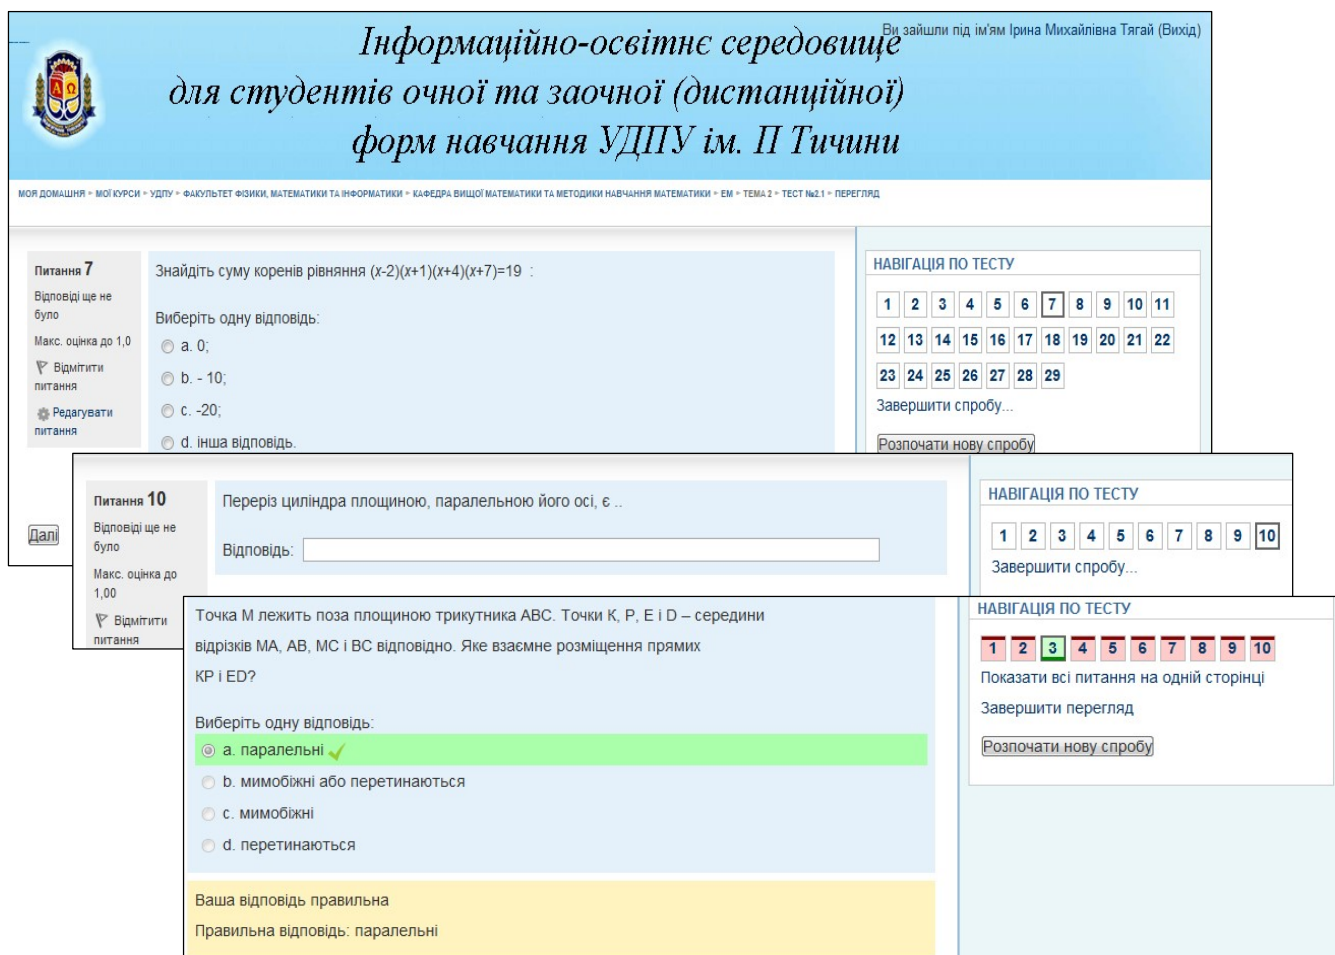 Ви зайшли під ім'ям Ірина Михайлівна Тягай (Вихід)
Інформаційно-освітнє середовище
для студентів очної та заочної (дистанційної)
форм навчання УДПУ ім. П Тичини
МОЯ ДОМАШНЯ ► МОЇ КУРСИ ► УДПУ ► ФАКУЛЬТЕТ ФІЗИКИ, МАТЕМАТИКИ ТА ІНФОРМАТИКИ ► КАФЕДРА ВИЩОЇ МАТЕМАТИКИ ТА МЕТОДИКИ НАВЧАННЯ МАТЕМАТИКИ ► ЕМ ► ТЕМА 2 ► ТЕСТ №2.1 ► ПЕРЕГЛЯД
Питання 7
Відповіді ще не
було
Макс. оцінка до 1,0
Відмітити
питання
Редагувати
питання
Знайдіть суму коренів рівняння (x-2)(x+1)(x+4)(x+7)=19 :
Виберіть одну відповідь:
a. 0;
b. - 10;
c. -20;
d. інша відповідь.
Далі
НАВІГАЦІЯ ПО ТЕСТУ
1 2 3 4 5 6 7 8 9 10 11
12 13 14 15 16 17 18 19 20 21 22
23 24 25 26 27 28 29
Завершити спробу...
Розпочати нову спробу
Питання 10
Відповіді ще не
було
Макс. оцінка до
1,00
Відмітити
питання
Переріз циліндра площиною, паралельною його осі, є ..
Відповідь:
НАВІГАЦІЯ ПО ТЕСТУ
1 2 3 4 5 6 7 8 9 10
Завершити спробу...
Точка М лежить поза площиною трикутника АВС. Точки К, Р, Е і D – середини
відрізків МА, АВ, МС і ВС відповідно. Яке взаємне розміщення прямих
КР і ЕD?
Виберіть одну відповідь:
a. паралельні
b. мимобіжні або перетинаються
c. мимобіжні
d. перетинаються
Ваша відповідь правильна
Правильна відповідь: паралельні
НАВІГАЦІЯ ПО ТЕСТУ
1 2 3 4 5 6 7 8 9 10
Показати всі питання на одній сторінці
Завершити перегляд
Розпочати нову спробу